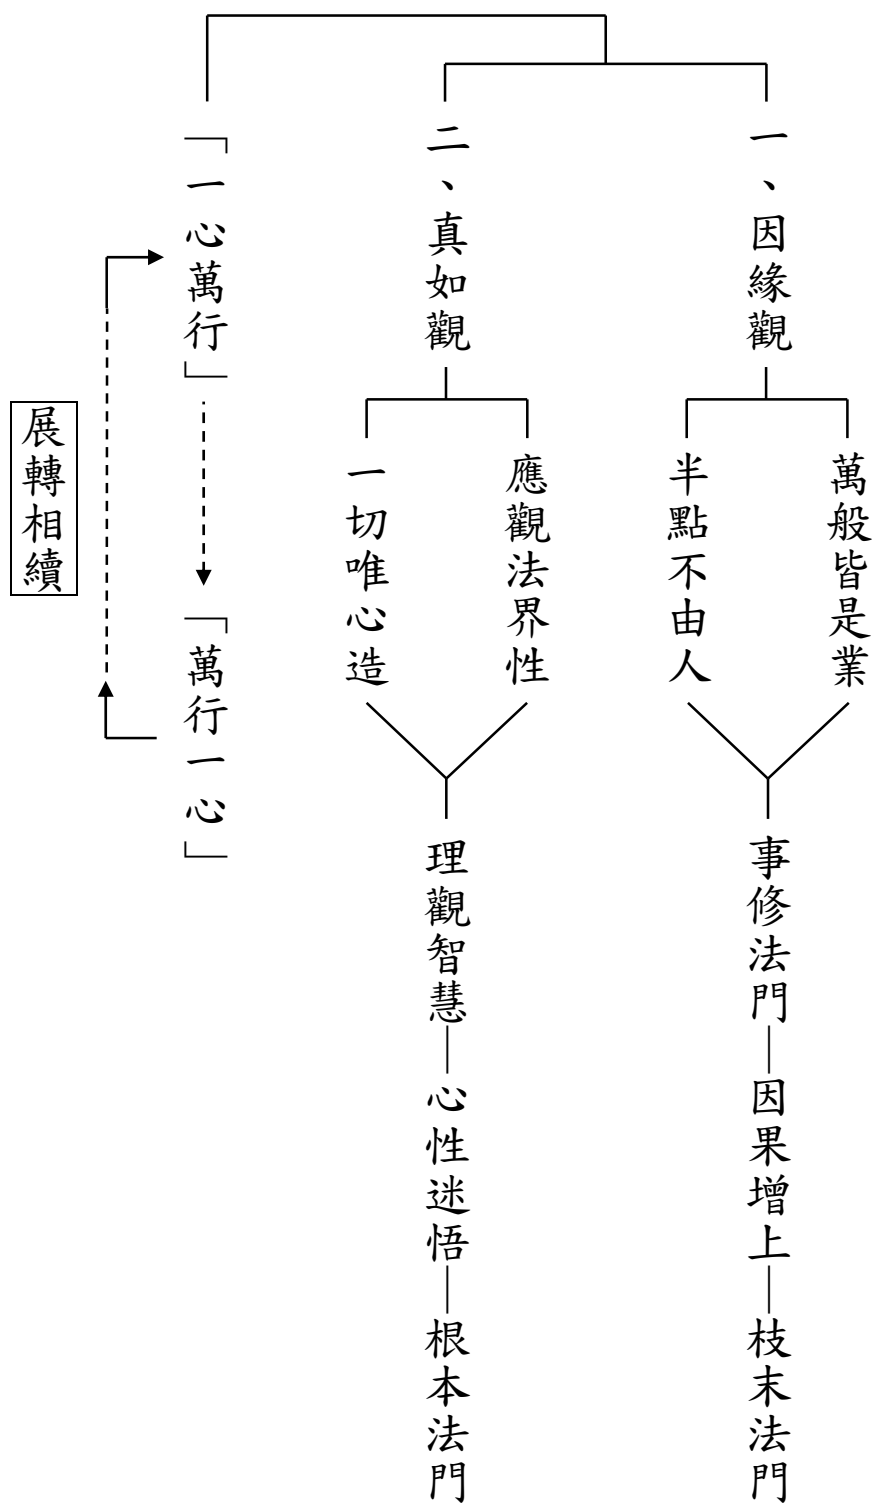 一、因緣觀
萬般皆是業
半點不由人
事修法門—因果增上—枝末法門
二、真如觀
應觀法界性
一切唯心造
理觀智慧—心性迷悟—根本法門
「一心萬行」
「萬行一心」
展轉相續